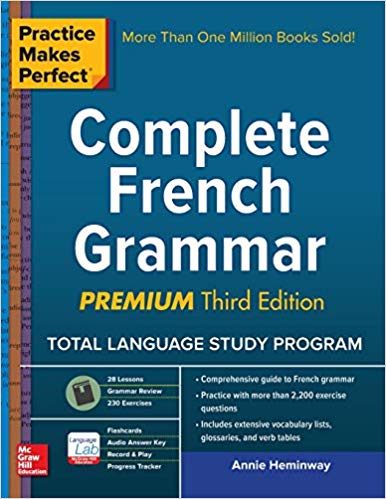 Practice
Makes
Perfect®
More Than One Million Books Sold!
Complete
French
Grammar
PREMIUM Third Edition
TOTAL LANGUAGE STUDY PROGRAM
28 Lessons
Grammar Review
230 Exercises
Language
Lab
McGraw-Hill Education
Flashcards
Audio Answer Key
Record & Play
Progress Tracker
• Comprehensive guide to French grammar
• Practice with more than 2,200 exercise
questions
• Includes extensive vocabulary lists,
glossaries, and verb tables
Mc
Graw
Hill
Education
Annie Heminway